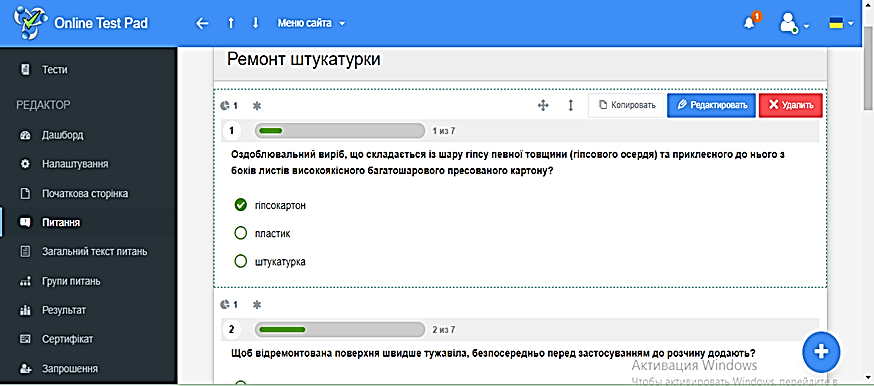 Online Test Pad
Меню сайта
1
Тести
РЕДАКТОР
Дашборд
Налаштування
Початкова сторінка
Питання
Загальний текст питань
Групи питань
Результат
Сертифікат
Запрошення
Ремонт штукатурки
1
Копировать
Редактировать
Удалить
1
1 из 7
Оздоблювальний виріб, що складається із шару гіпсу певної товщини (гіпсового осердя) та приклеєного до нього з
боків листів високоякісного багатошарового пресованого картону?
гіпсокартон
пластик
штукатурка
1
2
2 из 7
Щоб відремонтована поверхня швидше тужавіла, безпосередньо перед застосуванням до розчину додають?
Активация Windows
Чтобы активировать Windows, перейдите в